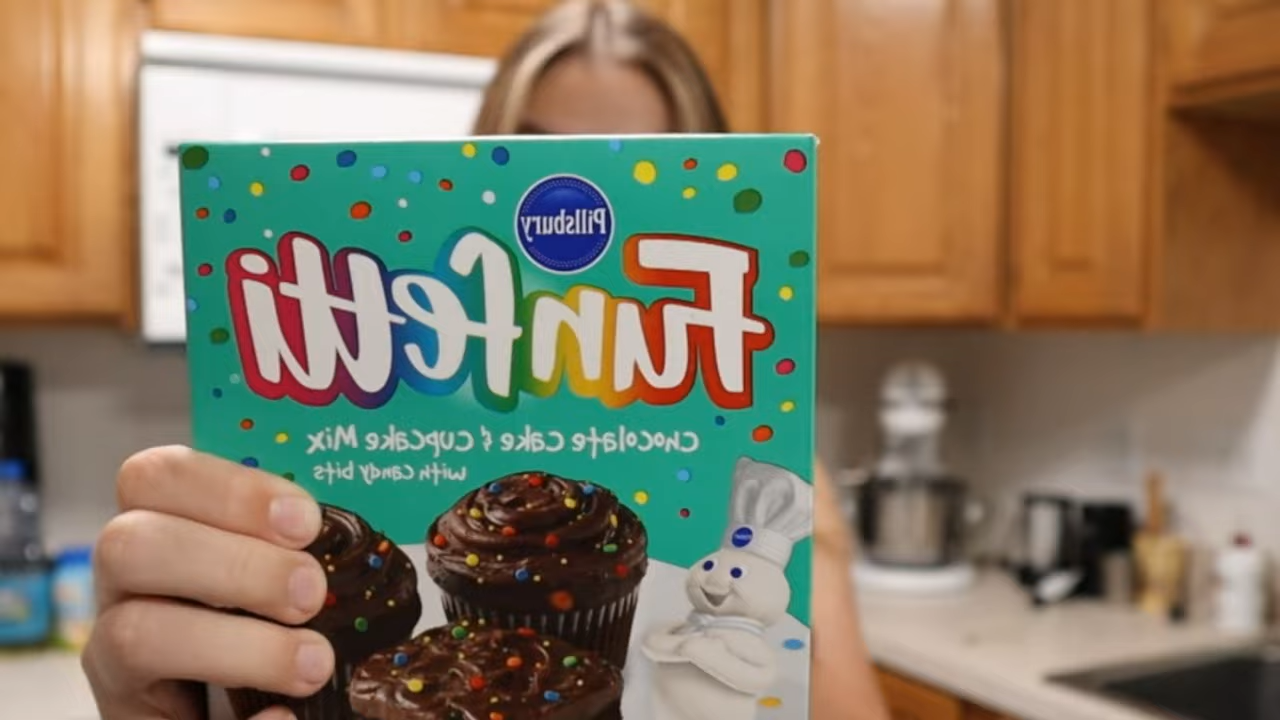 Pillsbury
Funfetti
chocolate cake & cupcake Mix
with candy bits